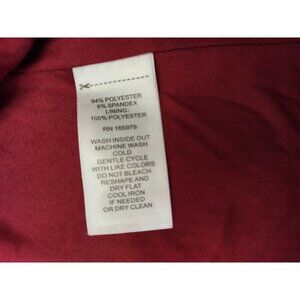 94% POLYESTER
6% SPANDEX
LINING:
100% POLYESTER
RN 165979
WASH INSIDE OUT
MACHINE WASH
COLD
GENTLE CYCLE
WITH LIKE COLORS
DO NOT BLEACH
RESHAPE AND
DRY FLAT
COOL IRON
IF NEEDED
OR DRY CLEAN